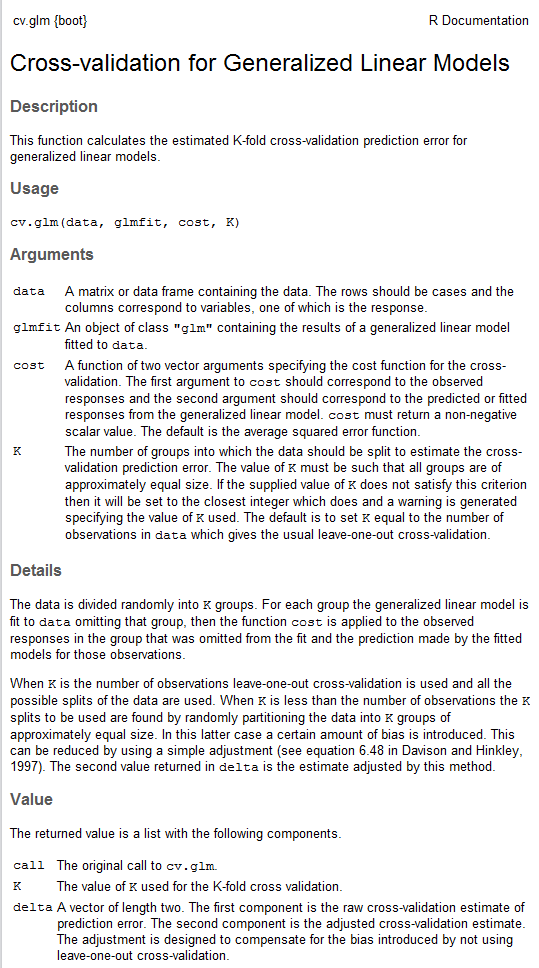 cv.glm {boot} R Documentation
Cross-validation for Generalized Linear Models
Description
This function calculates the estimated K-fold cross-validation prediction error for
generalized linear models.
Usage
cv.glm(data, glmfit, cost, K)
Arguments
data A matrix or data frame containing the data. The rows should be cases and the
columns correspond to variables, one of which is the response.
glmfit An object of class "glm" containing the results of a generalized linear model
fitted to data.
cost A function of two vector arguments specifying the cost function for the cross-
validation. The first argument to cost should correspond to the observed
responses and the second argument should correspond to the predicted or fitted
responses from the generalized linear model. cost must return a non-negative
scalar value. The default is the average squared error function.
K The number of groups into which the data should be split to estimate the cross-
validation prediction error. The value of K must be such that all groups are of
approximately equal size. If the supplied value of K does not satisfy this criterion
then it will be set to the closest integer which does and a warning is generated
specifying the value of K used. The default is to set K equal to the number of
observations in data which gives the usual leave-one-out cross-validation.
Details
The data is divided randomly into K groups. For each group the generalized linear model is
fit to data omitting that group, then the function cost is applied to the observed
responses in the group that was omitted from the fit and the prediction made by the fitted
models for those observations.
When K is the number of observations leave-one-out cross-validation is used and all the
possible splits of the data are used. When K is less than the number of observations the K
splits to be used are found by randomly partitioning the data into K groups of
approximately equal size. In this latter case a certain amount of bias is introduced. This
can be reduced by using a simple adjustment (see equation 6.48 in Davison and Hinkley,
1997). The second value returned in delta is the estimate adjusted by this method.
Value
The returned value is a list with the following components.
call The original call to cv.glm.
K The value of K used for the K-fold cross validation.
delta A vector of length two. The first component is the raw cross-validation estimate of
prediction error. The second component is the adjusted cross-validation estimate.
The adjustment is designed to compensate for the bias introduced by not using
leave-one-out cross-validation.